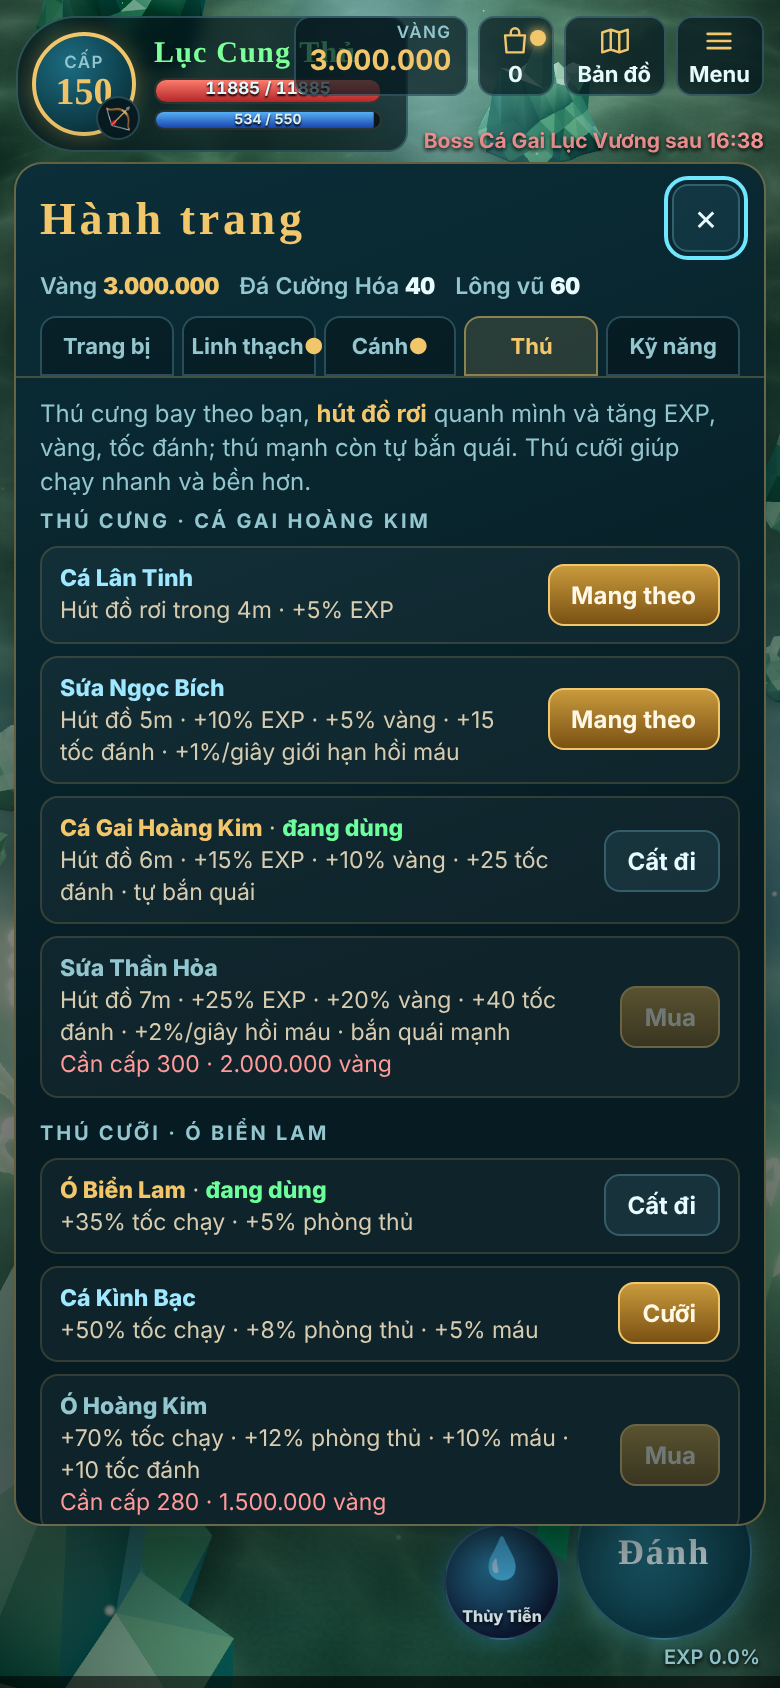 CẤP
150
Lục Cung
VÀNG
3.000.000
11885 / 11885
534 / 550
0
Bản đồ
Menu
Boss Cá Gai Lục Vương sau 16:38
Hành trang
×
Vàng 3.000.000 Đá Cường Hóa 40 Lông vũ 60
Trang bị Linh thạch Cánh Thú Kỹ năng
Thú cưng bay theo bạn, hút đồ rơi quanh mình và tăng EXP,
vàng, tốc đánh; thú mạnh còn tự bắn quái. Thú cưỡi giúp
chạy nhanh và bền hơn.
THÚ CƯNG · CÁ GAI HOÀNG KIM
Cá Lân Tinh
Hút đồ rơi trong 4m · +5% EXP
Mang theo
Sứa Ngọc Bích
Hút đồ 5m · +10% EXP · +5% vàng · +15
tốc đánh · +1%/giây giới hạn hồi máu
Mang theo
Cá Gai Hoàng Kim · đang dùng
Hút đồ 6m · +15% EXP · +10% vàng · +25 tốc
đánh · tự bắn quái
Cất đi
Sứa Thần Hỏa
Hút đồ 7m · +25% EXP · +20% vàng · +40 tốc
đánh · +2%/giây hồi máu · bắn quái mạnh
Cần cấp 300 · 2.000.000 vàng
Mua
THÚ CƯỠI · Ó BIỂN LAM
Ó Biển Lam · đang dùng
+35% tốc chạy · +5% phòng thủ
Cất đi
Cá Kình Bạc
+50% tốc chạy · +8% phòng thủ · +5% máu
Cưỡi
Ó Hoàng Kim
+70% tốc chạy · +12% phòng thủ · +10% máu ·
+10 tốc đánh
Cần cấp 280 · 1.500.000 vàng
Mua
Đánh
Thủy Tiễn
EXP 0.0%